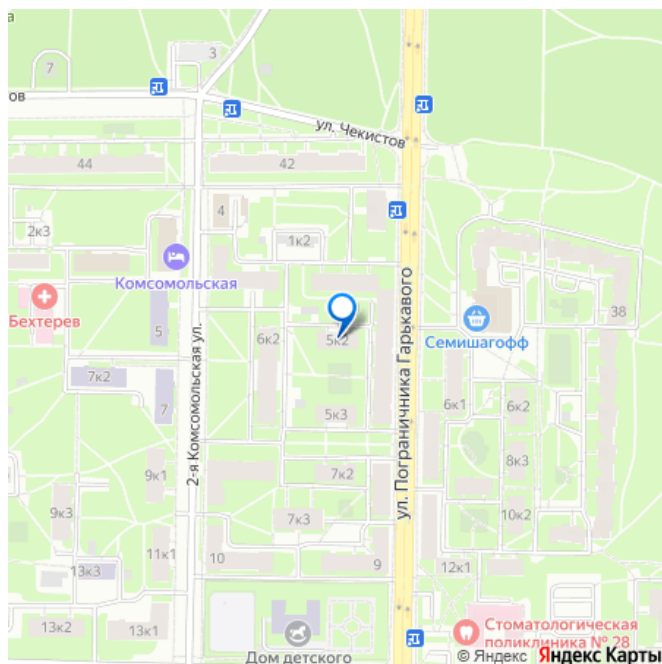 а
3
7
ов
ул. Чекистов
44
42
4
2к3
1к2
Комсомольская
38
Бехтерев
5
6к2
5к2
Семишагофф
7к2
7
5к3
6к1
6к2
2-я Комсомольская ул.
ул. Пограничника Гарькавого
9к1
7к2
8к3
9к3
7к3
10к2
11к1
10
9
12к1
13к3
13к2
13к1
Стоматологическая
поликлиника № 28
Дом детского
© Яндекс Яндекс Карты